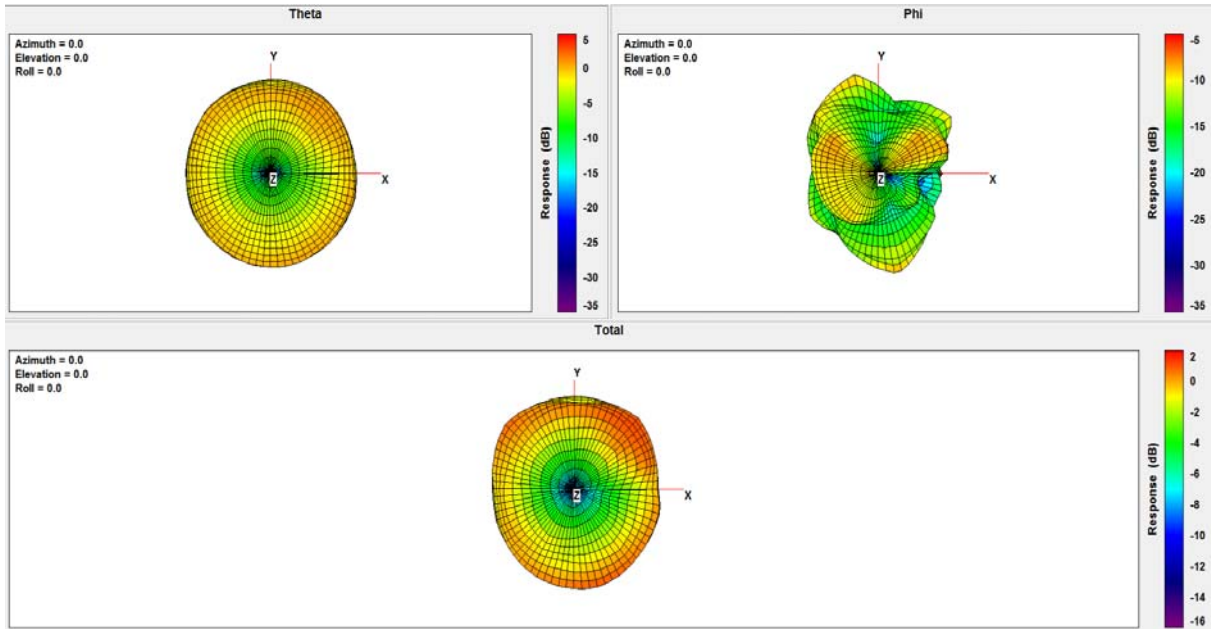 Theta
Azimuth = 0.0
Elevation = 0.0
Roll = 0.0
Y
X
Z
Response (dB)
5
0
-5
-10
-15
-20
-25
-30
-35
Phi
Azimuth = 0.0
Elevation = 0.0
Roll = 0.0
Y
X
Z
Response (dB)
-5
-10
-15
-20
-25
-30
-35
Total
Azimuth = 0.0
Elevation = 0.0
Roll = 0.0
Y
X
Z
Response (dB)
2
0
-2
-4
-6
-8
-10
-12
-14
-16